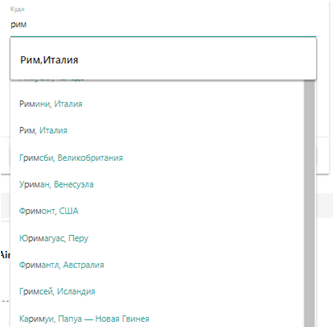 Куди
рим
Рим,Италия
Римини, Италия
Рим, Италия
Гримсби, Великобритания
Уриман, Венесуэла
Фримонт, США
Юримагуас, Перу
Фримантл, Австралия
Гримсей, Исландия
Каримуи, Папуа — Новая Гвинея